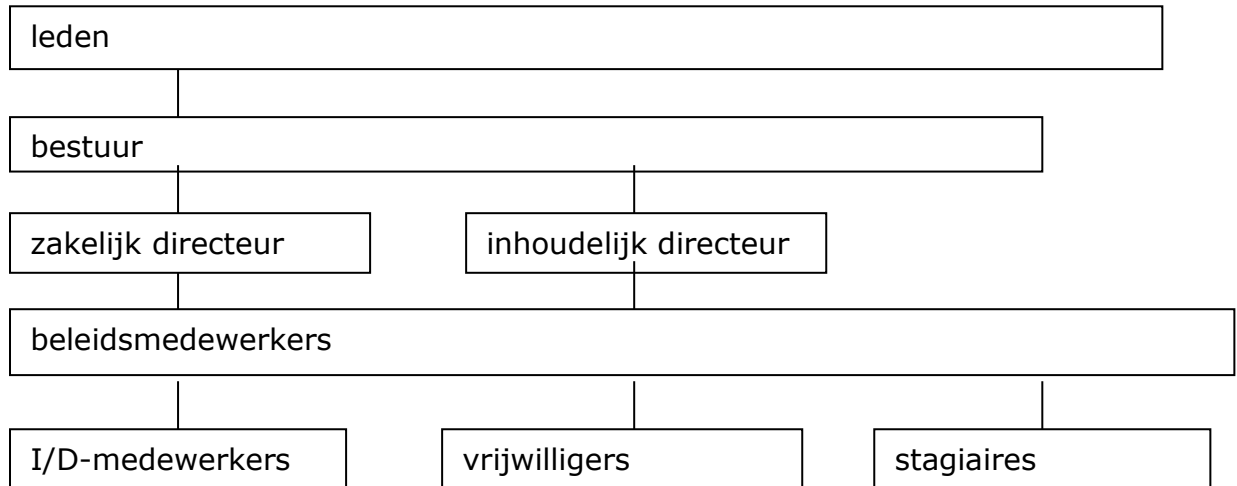 leden
bestuur
zakelijk directeur
inhoudelijk directeur
beleidsmedewerkers
I/D-medewerkers
vrijwilligers
stagiaires